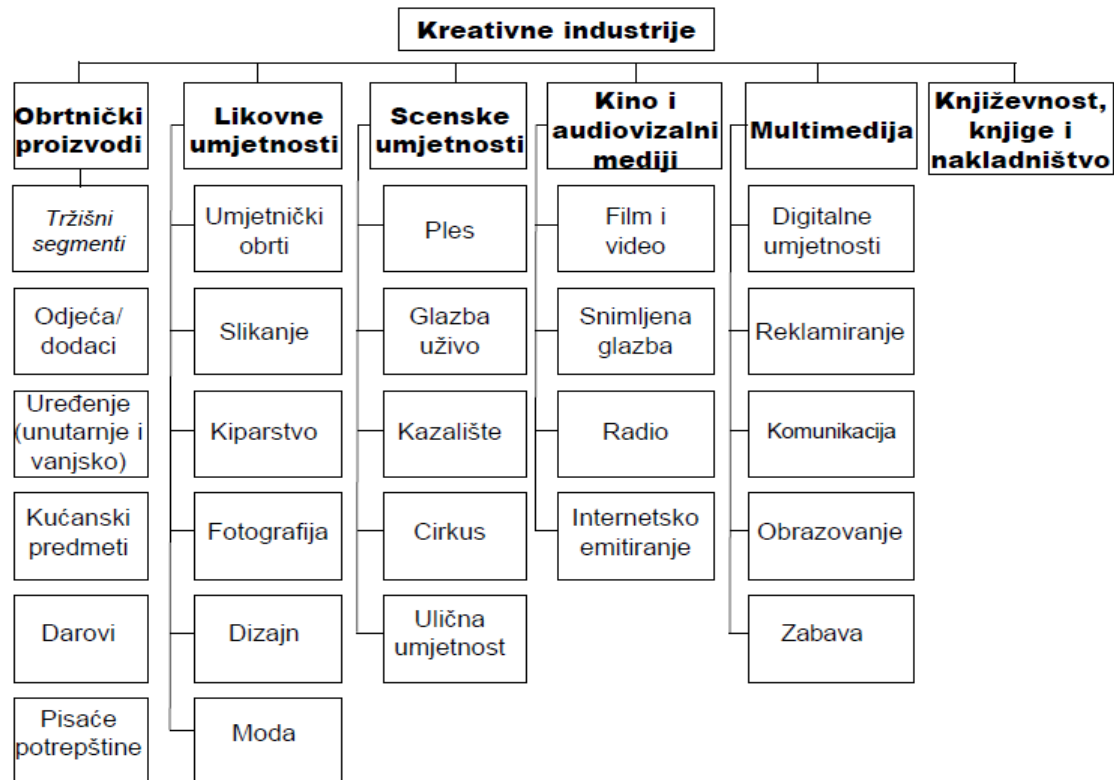 Kreativne industrije
Obrtnički
proizvodi
Likovne
umjetnosti
Scenske
umjetnosti
Kino i
audiovizalni
mediji
Multimedija
Književnost,
knjige i
nakladništvo
Tržišni
segmenti
Umjetnički
obrti
Ples
Film i
video
Digitalne
umjetnosti
Odjeća/
dodaci
Slikanje
Glazba
uživo
Snimljena
glazba
Reklamiranje
Uređenje
(unutarnje i
vanjsko)
Kiparstvo
Kazalište
Radio
Komunikacija
Kućanski
predmeti
Fotografija
Cirkus
Internetsko
emitiranje
Obrazovanje
Darovi
Dizajn
Ulična
umjetnost
Zabava
Pisaće
potrepštine
Moda